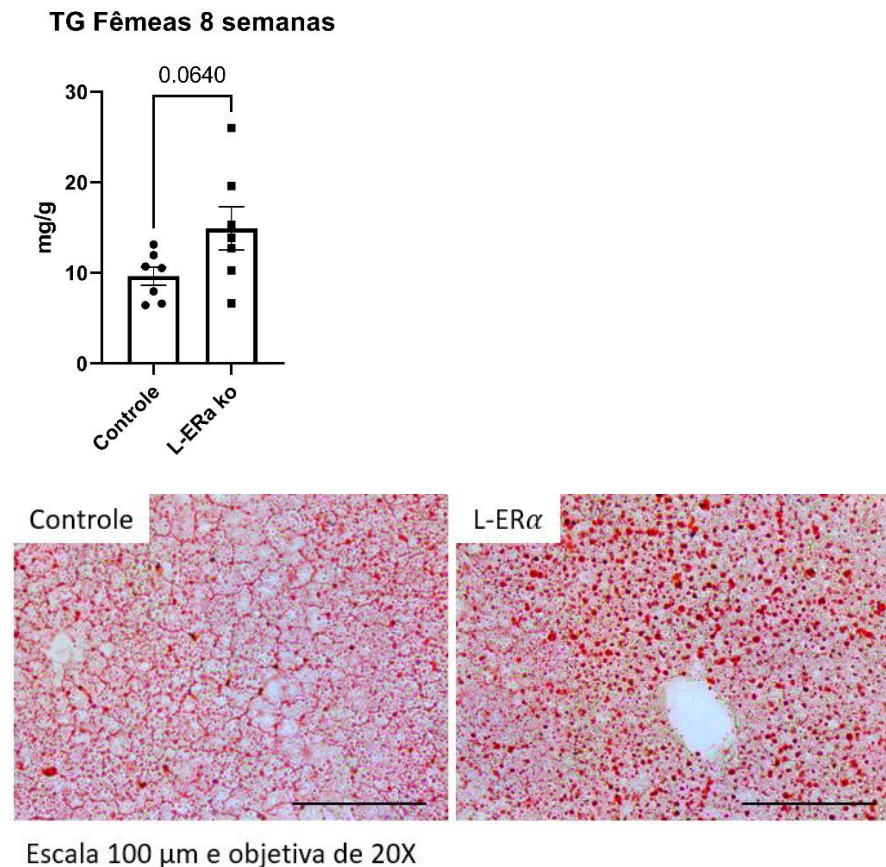 TG Fêmeas 8 semanas
0.0640
30
20
10
0
mg/g
Controle
L-ERa ko
Controle
L-ER𝛼
Escala 100 µm e objetiva de 20X